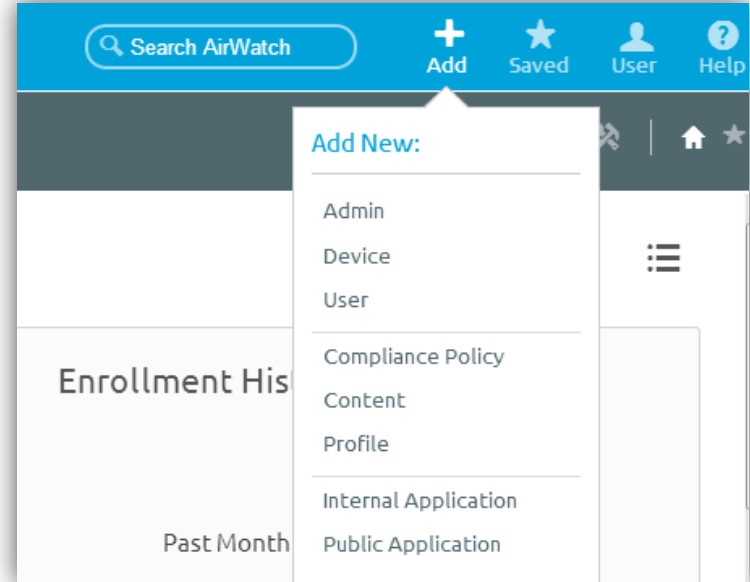 Search AirWatch
Add
Saved
User
Help
Add New:
Admin
Device
User
Compliance Policy
Content
Profile
Internal Application
Public Application
Enrollment His
Past Month